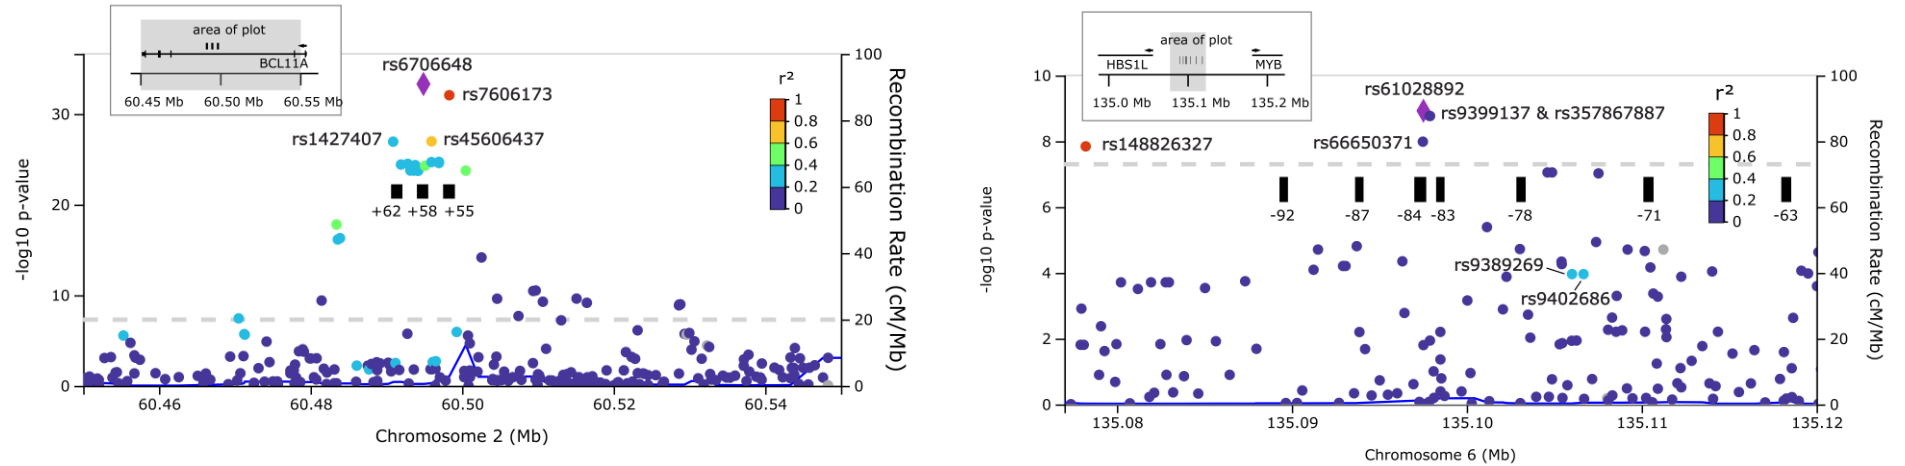 area of plot
BCL11A
60.45 Mb 60.50 Mb 60.55 Mb
rs6706648
rs7606173
rs1427407
rs45606437
+62 +58 +55
r²
1
0.8
0.6
0.4
0.2
0
30
20
10
0
-log10 p-value
100
80
60
40
20
0
Recombination Rate (cM/Mb)
60.46 60.48 60.50 60.52 60.54
Chromosome 2 (Mb)
area of plot
HBS1L MYB
135.0 Mb 135.1 Mb 135.2 Mb
rs61028892
rs9399137 & rs357867887
rs148826327
rs66650371
-92 -87 -84 -83 -78 -71 -63
rs9389269
rs9402686
r²
1
0.8
0.6
0.4
0.2
0
10
8
6
4
2
0
-log10 p-value
100
80
60
40
20
0
Recombination Rate (cM/Mb)
135.08 135.09 135.10 135.11 135.12
Chromosome 6 (Mb)